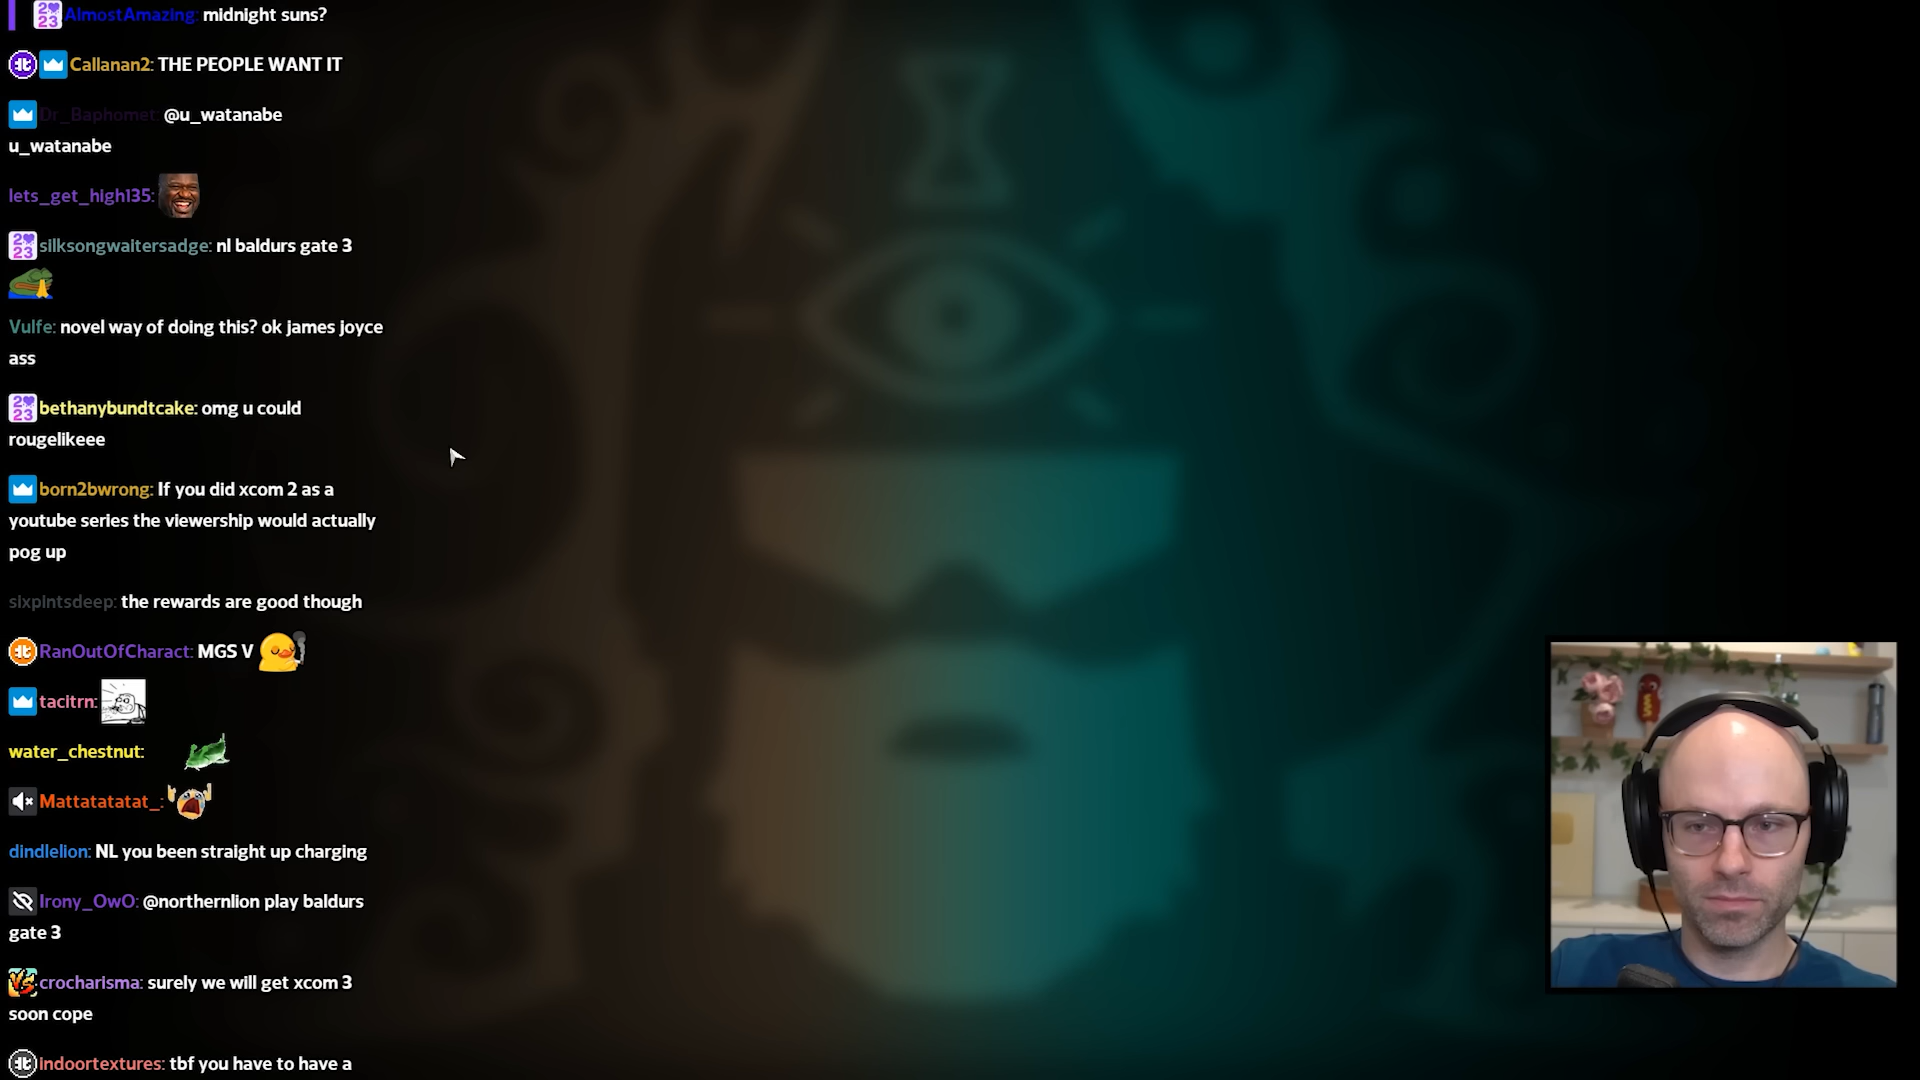 AlmostAmazing: midnight suns?
Callanan2: THE PEOPLE WANT IT
Dr_Baphomet: @u_watanabe
u_watanabe
lets_get_high135:
silksongwaitersadge: nl baldurs gate 3
Vulfe: novel way of doing this? ok james joyce
ass
bethanybundtcake: omg u could
rougelikeee
born2bwrong: If you did xcom 2 as a
youtube series the viewership would actually
pog up
sixpintsdeep: the rewards are good though
RanOutOfCharact: MGS V
tacitrn:
water_chestnut:
Mattatatatat_:
dindlelion: NL you been straight up charging
Irony_OwO: @northernlion play baldurs
gate 3
crocharisma: surely we will get xcom 3
soon cope
indoortextures: tbf you have to have a